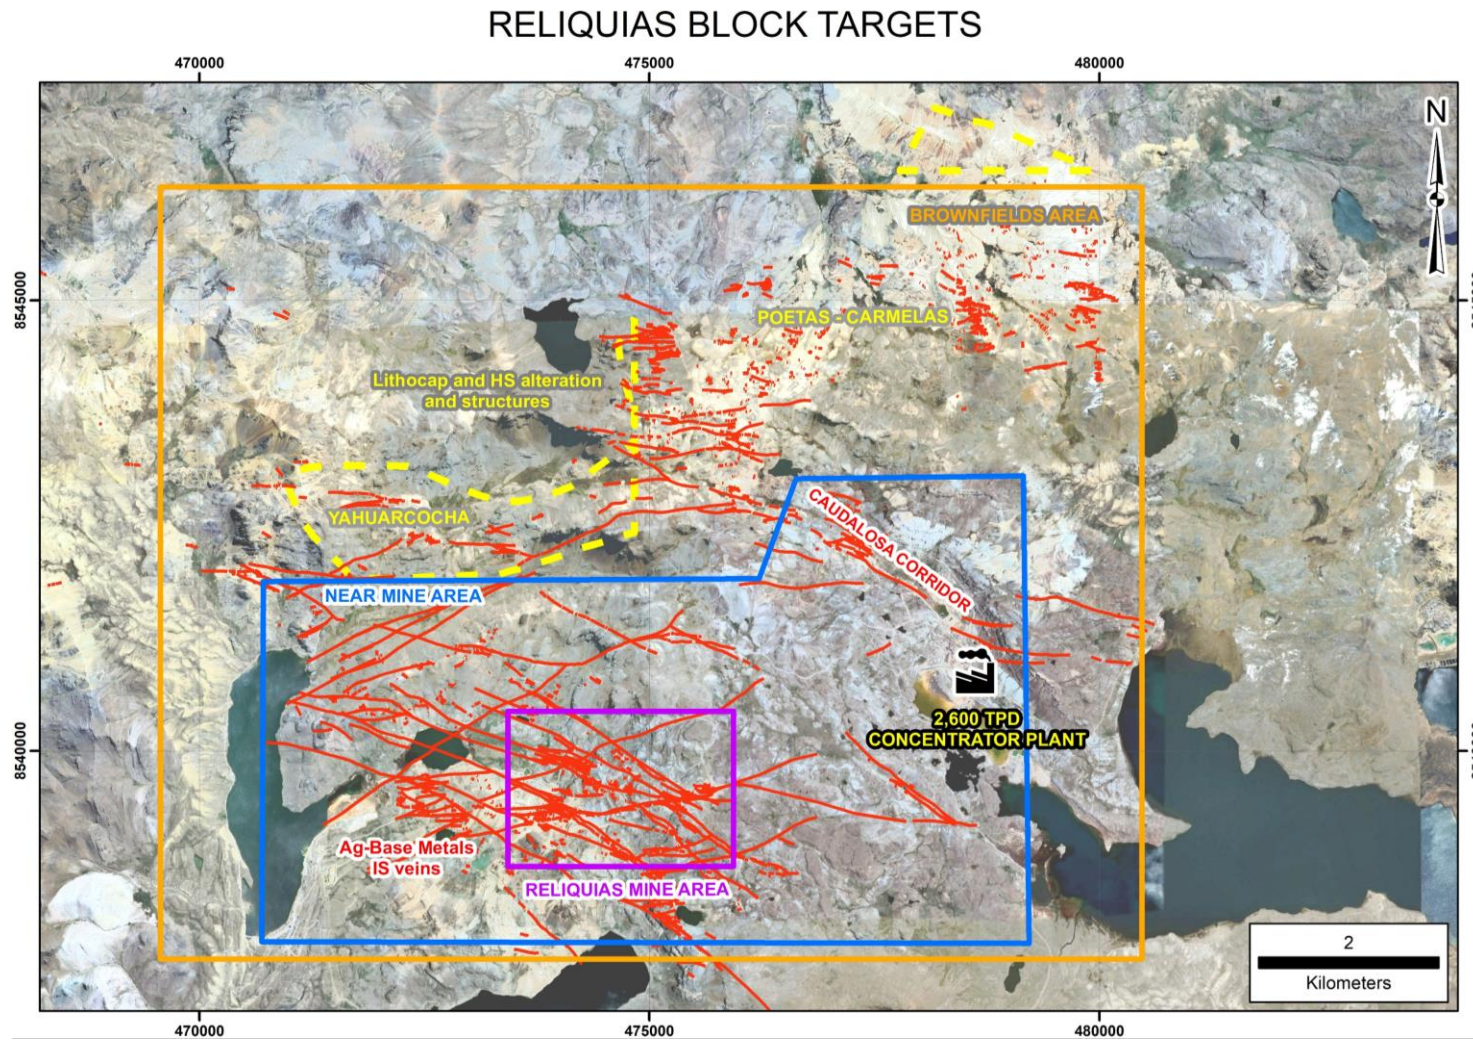 RELIQUIAS BLOCK TARGETS
470000
475000
480000
N
BROWNFIELDS AREA
8545000
POETAS - CARMELAS
Lithocap and HS alteration
and structures
CAUDALOSA CORRIDOR
YAHUARCOCHA
NEAR MINE AREA
2,600 TPD
CONCENTRATOR PLANT
8540000
Ag-Base Metals
IS veins
RELIQUIAS MINE AREA
2
Kilometers
470000
475000
480000